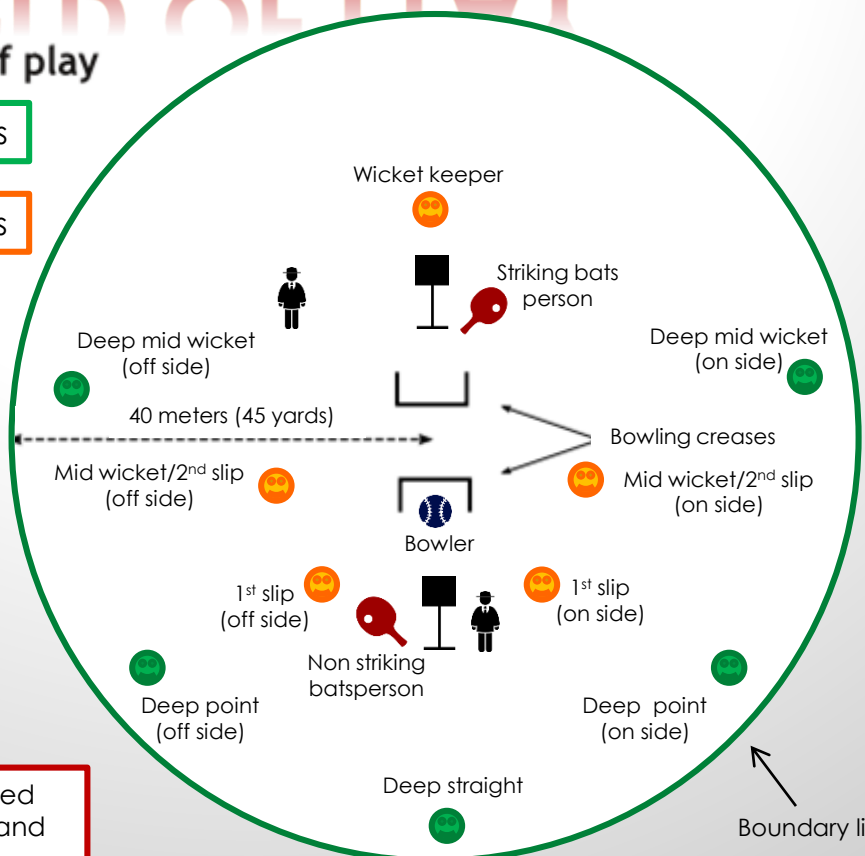 f play
s
Wicket keeper
s
Striking bats
person
Deep mid wicket
(off side)
Deep mid wicket
(on side)
40 meters (45 yards)
Bowling creases
Mid wicket/2nd slip
(off side)
Mid wicket/2nd slip
(on side)
Bowler
1st slip
(off side)
1st slip
(on side)
Non striking
batsperson
Deep point
(off side)
Deep point
(on side)
Deep straight
ed
and
Boundary li